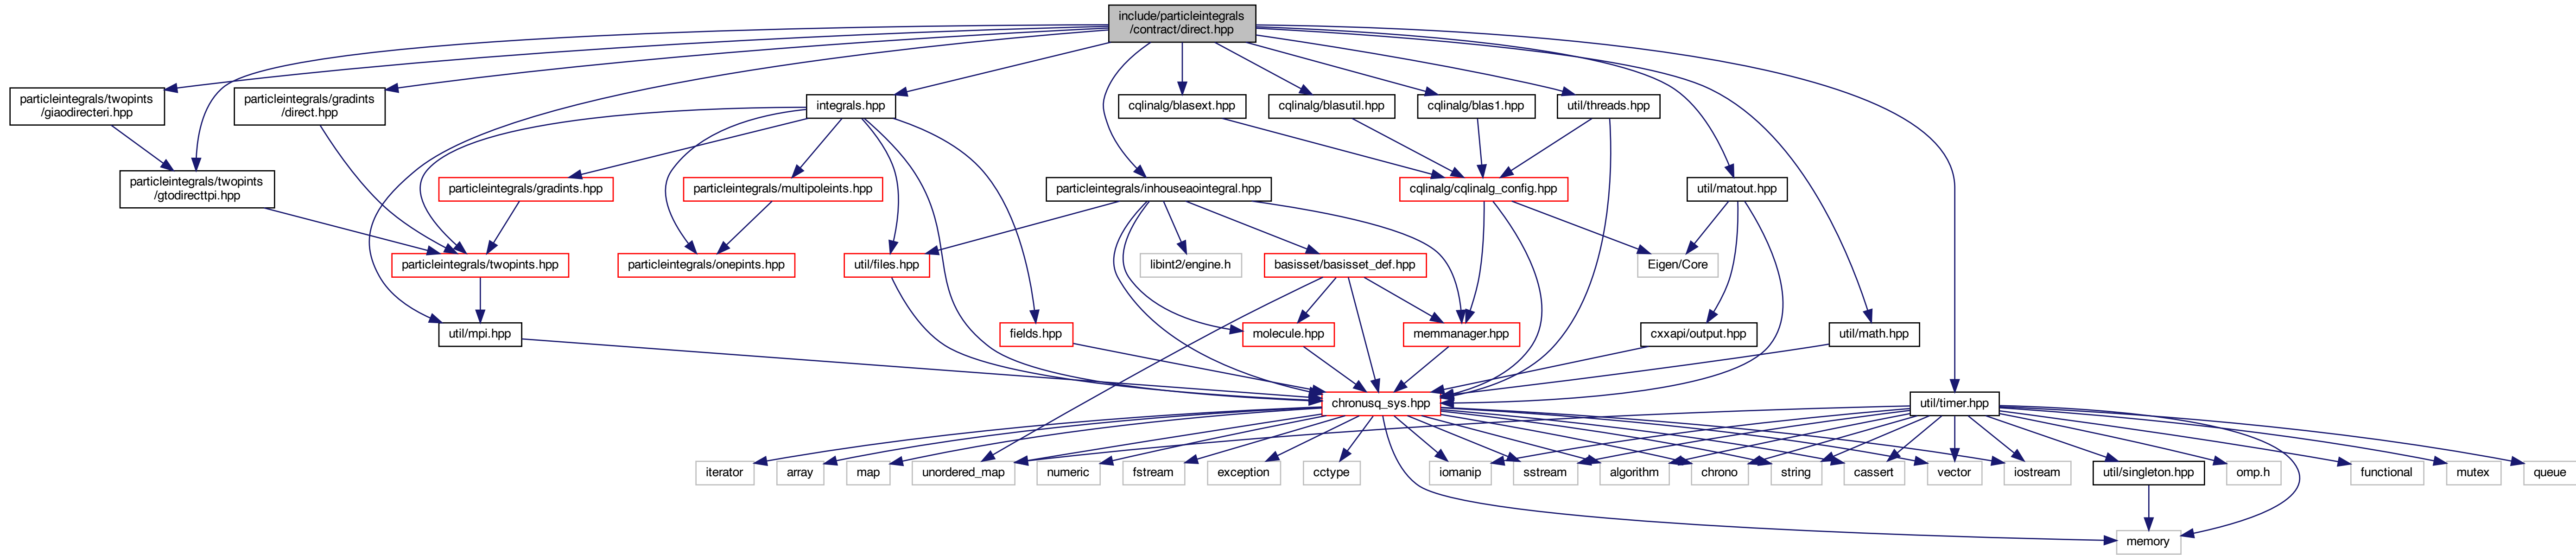 include/particleintegrals
/contract/direct.hpp
particleintegrals/twopints
/giaodirecteri.hpp
particleintegrals/gradints
/direct.hpp
integrals.hpp
cqlinalg/blasext.hpp
cqlinalg/blasutil.hpp
cqlinalg/blas1.hpp
util/threads.hpp
particleintegrals/twopints
/gtodirecttpi.hpp
particleintegrals/gradints.hpp
particleintegrals/multipoleints.hpp
particleintegrals/inhouseaointegral.hpp
cqlinalg/cqlinalg_config.hpp
util/matout.hpp
particleintegrals/twopints.hpp
particleintegrals/onepints.hpp
util/files.hpp
libint2/engine.h
basisset/basisset_def.hpp
Eigen/Core
util/mpi.hpp
fields.hpp
molecule.hpp
memmanager.hpp
cxxapi/output.hpp
util/math.hpp
chronusq_sys.hpp
util/timer.hpp
iterator
array
map
unordered_map
numeric
fstream
exception
cctype
iomanip
sstream
algorithm
chrono
string
cassert
vector
iostream
util/singleton.hpp
omp.h
functional
mutex
queue
memory